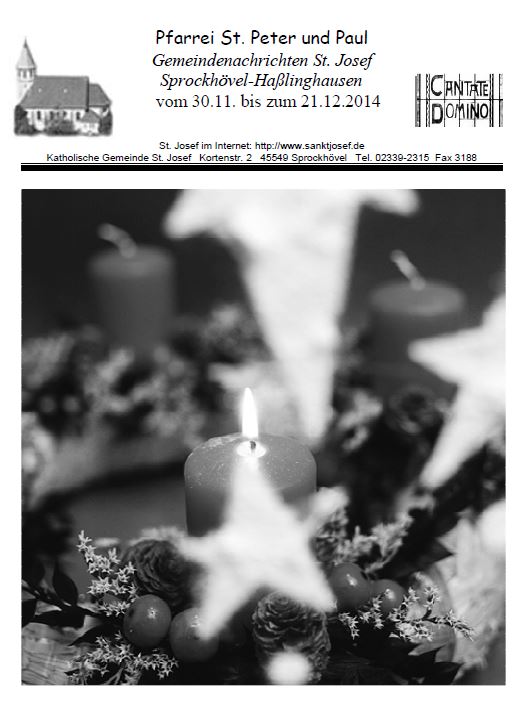 Pfarrei St. Peter und Paul
Gemeindenachrichten St. Josef
Sprockhövel-Haßlinghausen
vom 30.11. bis zum 21.12.2014
CANTATE
DOMINO
St. Josef im Internet: http://www.sanktjosef.de
Katholische Gemeinde St. Josef Kortenstr. 2 45549 Sprockhövel Tel. 02339-2315 Fax 3188